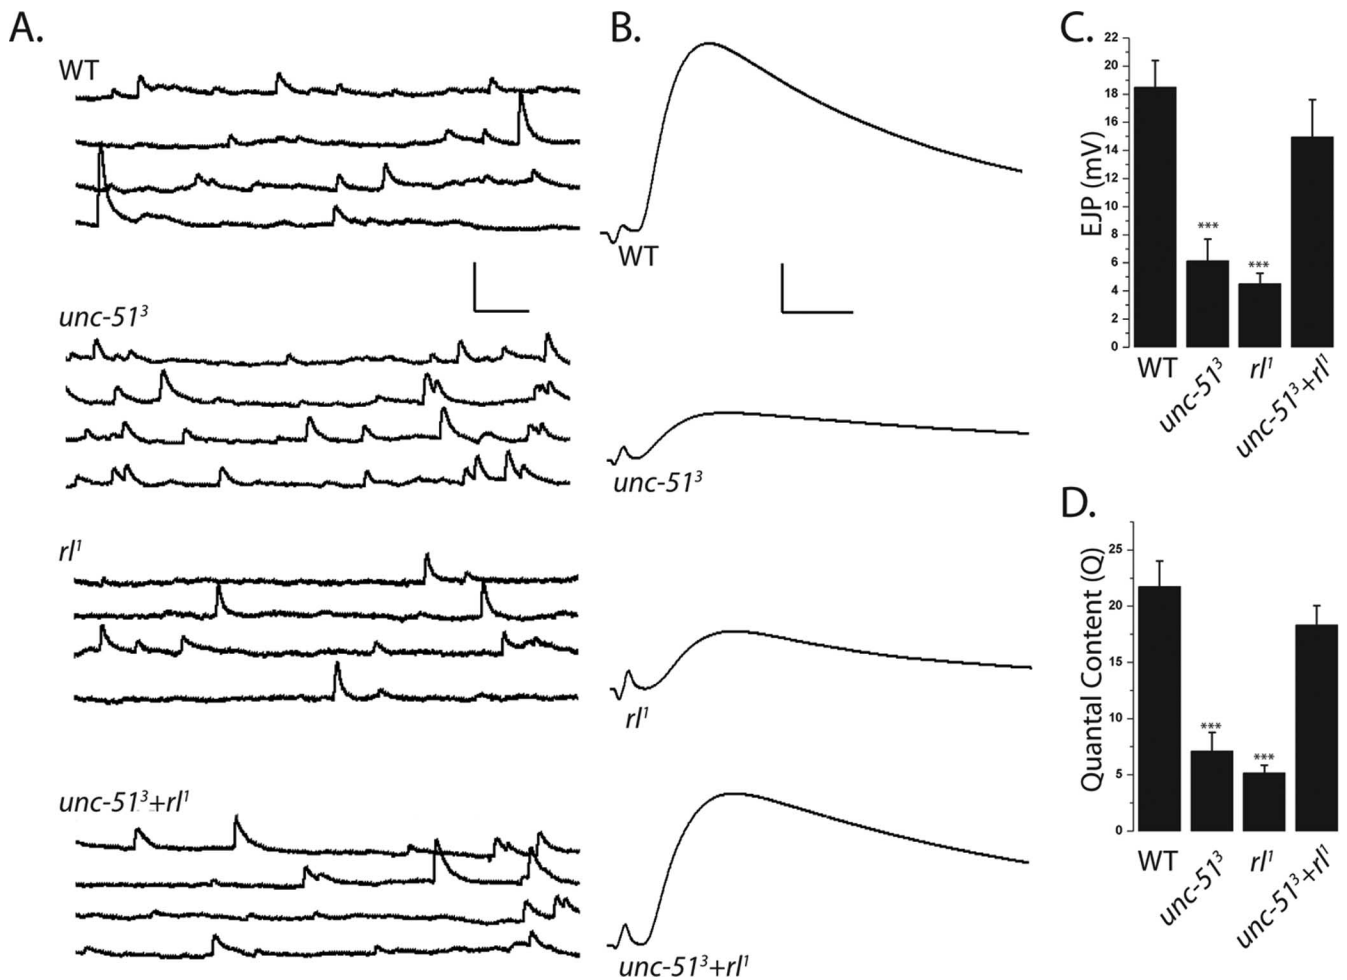 A.
WT
unc-51³
rl¹
unc-51³+rl¹
B.
WT
unc-51³
rl¹
unc-51³+rl¹
C.
EJP (mV)
22
20
18
16
14
12
10
8
6
4
2
0
***
***
WT
unc-51³
rl¹
unc-51³+rl¹
D.
Quantal Content (Q)
25
20
15
10
5
0
***
***
WT
unc-51³
rl¹
unc-51³+rl¹